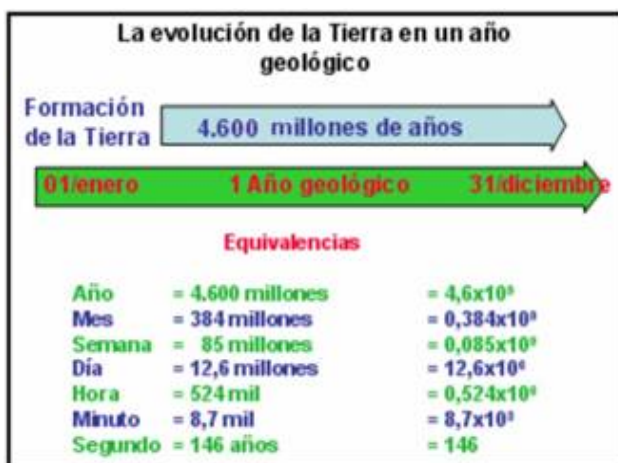 La evolución de la Tierra en un año
geológico
Formación
de la Tierra
4.600 millones de años
01/enero 1 Año geológico 31/diciembre
Equivalencias
Año = 4.600 millones = 4,6x10⁹
Mes = 384 millones = 0,384x10⁹
Semana = 85 millones = 0,085x10⁹
Día = 12,6 millones = 12,6x10⁶
Hora = 524 mil = 0,524x10⁶
Minuto = 8,7 mil = 8,7x10³
Segundo = 146 años = 146